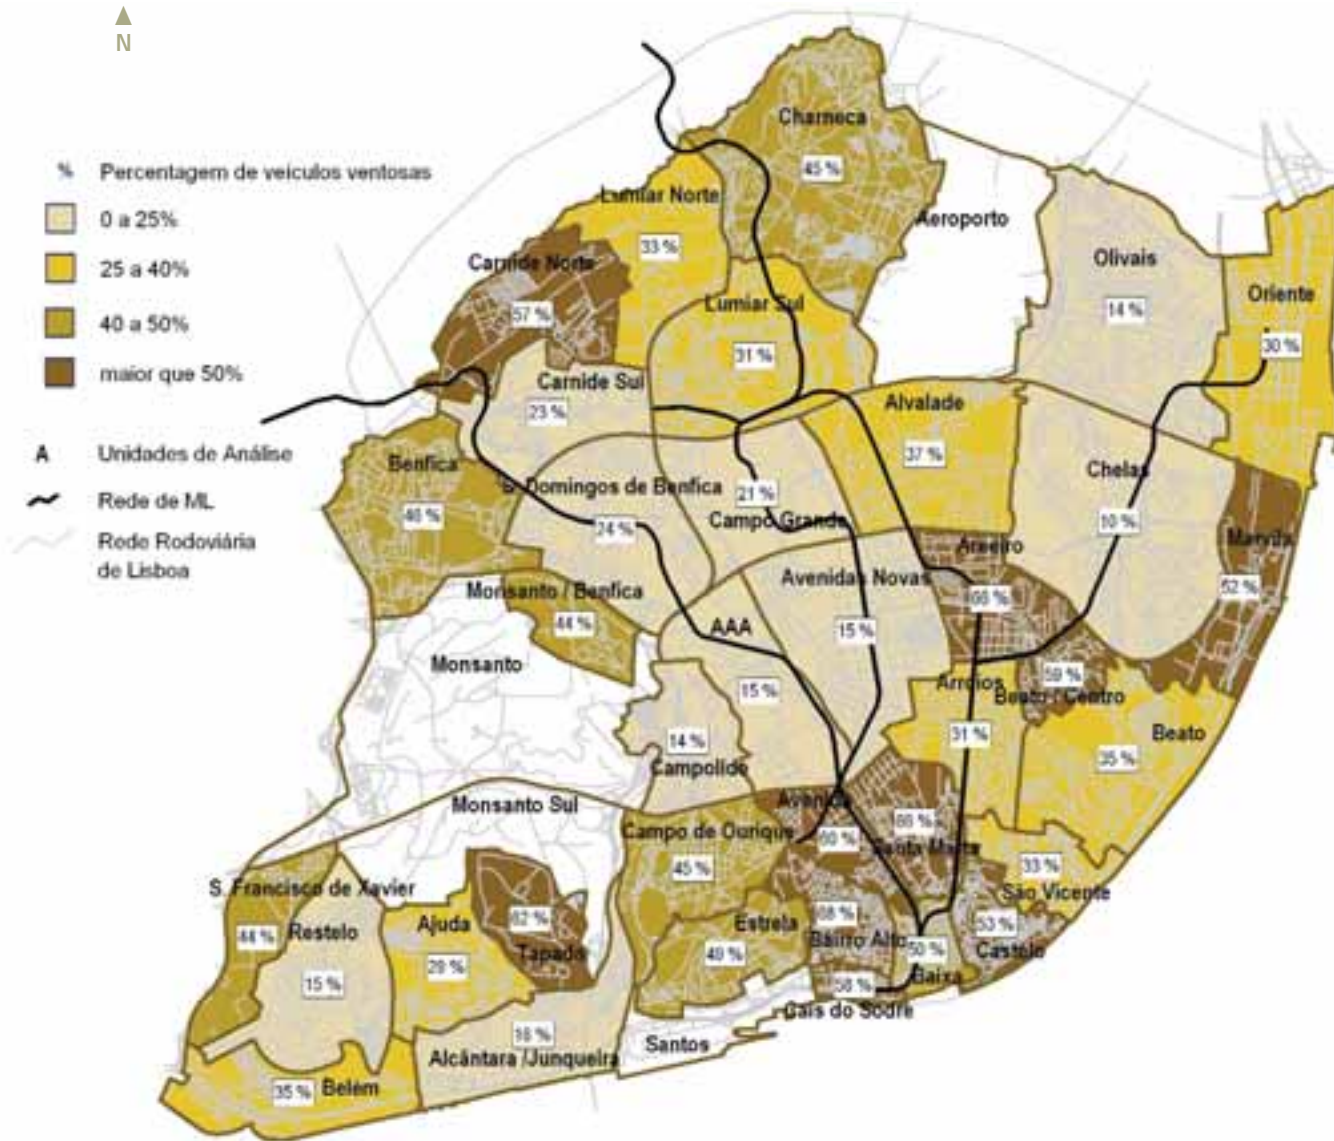 N
% Percentagem de veículos ventosas
0 a 25%
25 a 40%
40 a 50%
maior que 50%
A Unidades de Análise
Rede de ML
Rede Rodoviária
de Lisboa
Charneca
45 %
Lumiar Norte
33 %
Aeroporto
Carnide Norte
57 %
Olivais
14 %
Oriente
30 %
Lumiar Sul
31 %
Carnide Sul
23 %
Alvalade
37 %
Benfica
46 %
S. Domingos de Benfica
24 %
21 %
Campo Grande
Chelas
10 %
Marvila
52 %
Areeiro
66 %
Avenidas Novas
15 %
Monsanto / Benfica
44 %
AAA
15 %
Monsanto
59 %
Beato / Centro
Arroios
31 %
Beato
35 %
14 %
Campolide
Monsanto Sul
Avenida
60 %
Campo de Ourique
45 %
66 %
Santa Marta
33 %
São Vicente
S. Francisco de Xavier
44 %
Restelo
15 %
Ajuda
29 %
62 %
Tapada
Estrela
49 %
68 %
Bairro Alto
53 %
Castelo
50 %
Baixa
58 %
Cais do Sodré
16 %
Alcântara /Junqueira
Santos
35 %
Belém